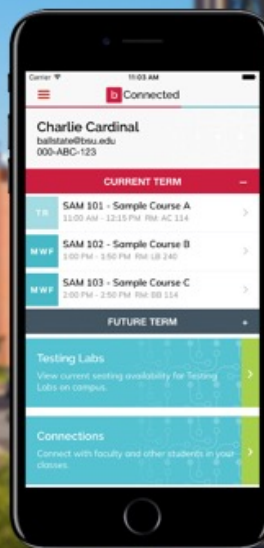 Carrier 11:03 AM
b Connected
Charlie Cardinal
ballstate@bsu.edu
000-ABC-123
CURRENT TERM −
TR
SAM 101 - Sample Course A
11:00 AM - 12:15 PM RM: AC 114
MWF
SAM 102 - Sample Course B
1:00 PM - 1:50 PM RM: LB 240
MWF
SAM 103 - Sample Course C
2:00 PM - 2:50 PM RM: BB 114
FUTURE TERM +
Testing Labs
View current seating availability for Testing
Labs on campus.
Connections
Connect with faculty and other students in your
classes.